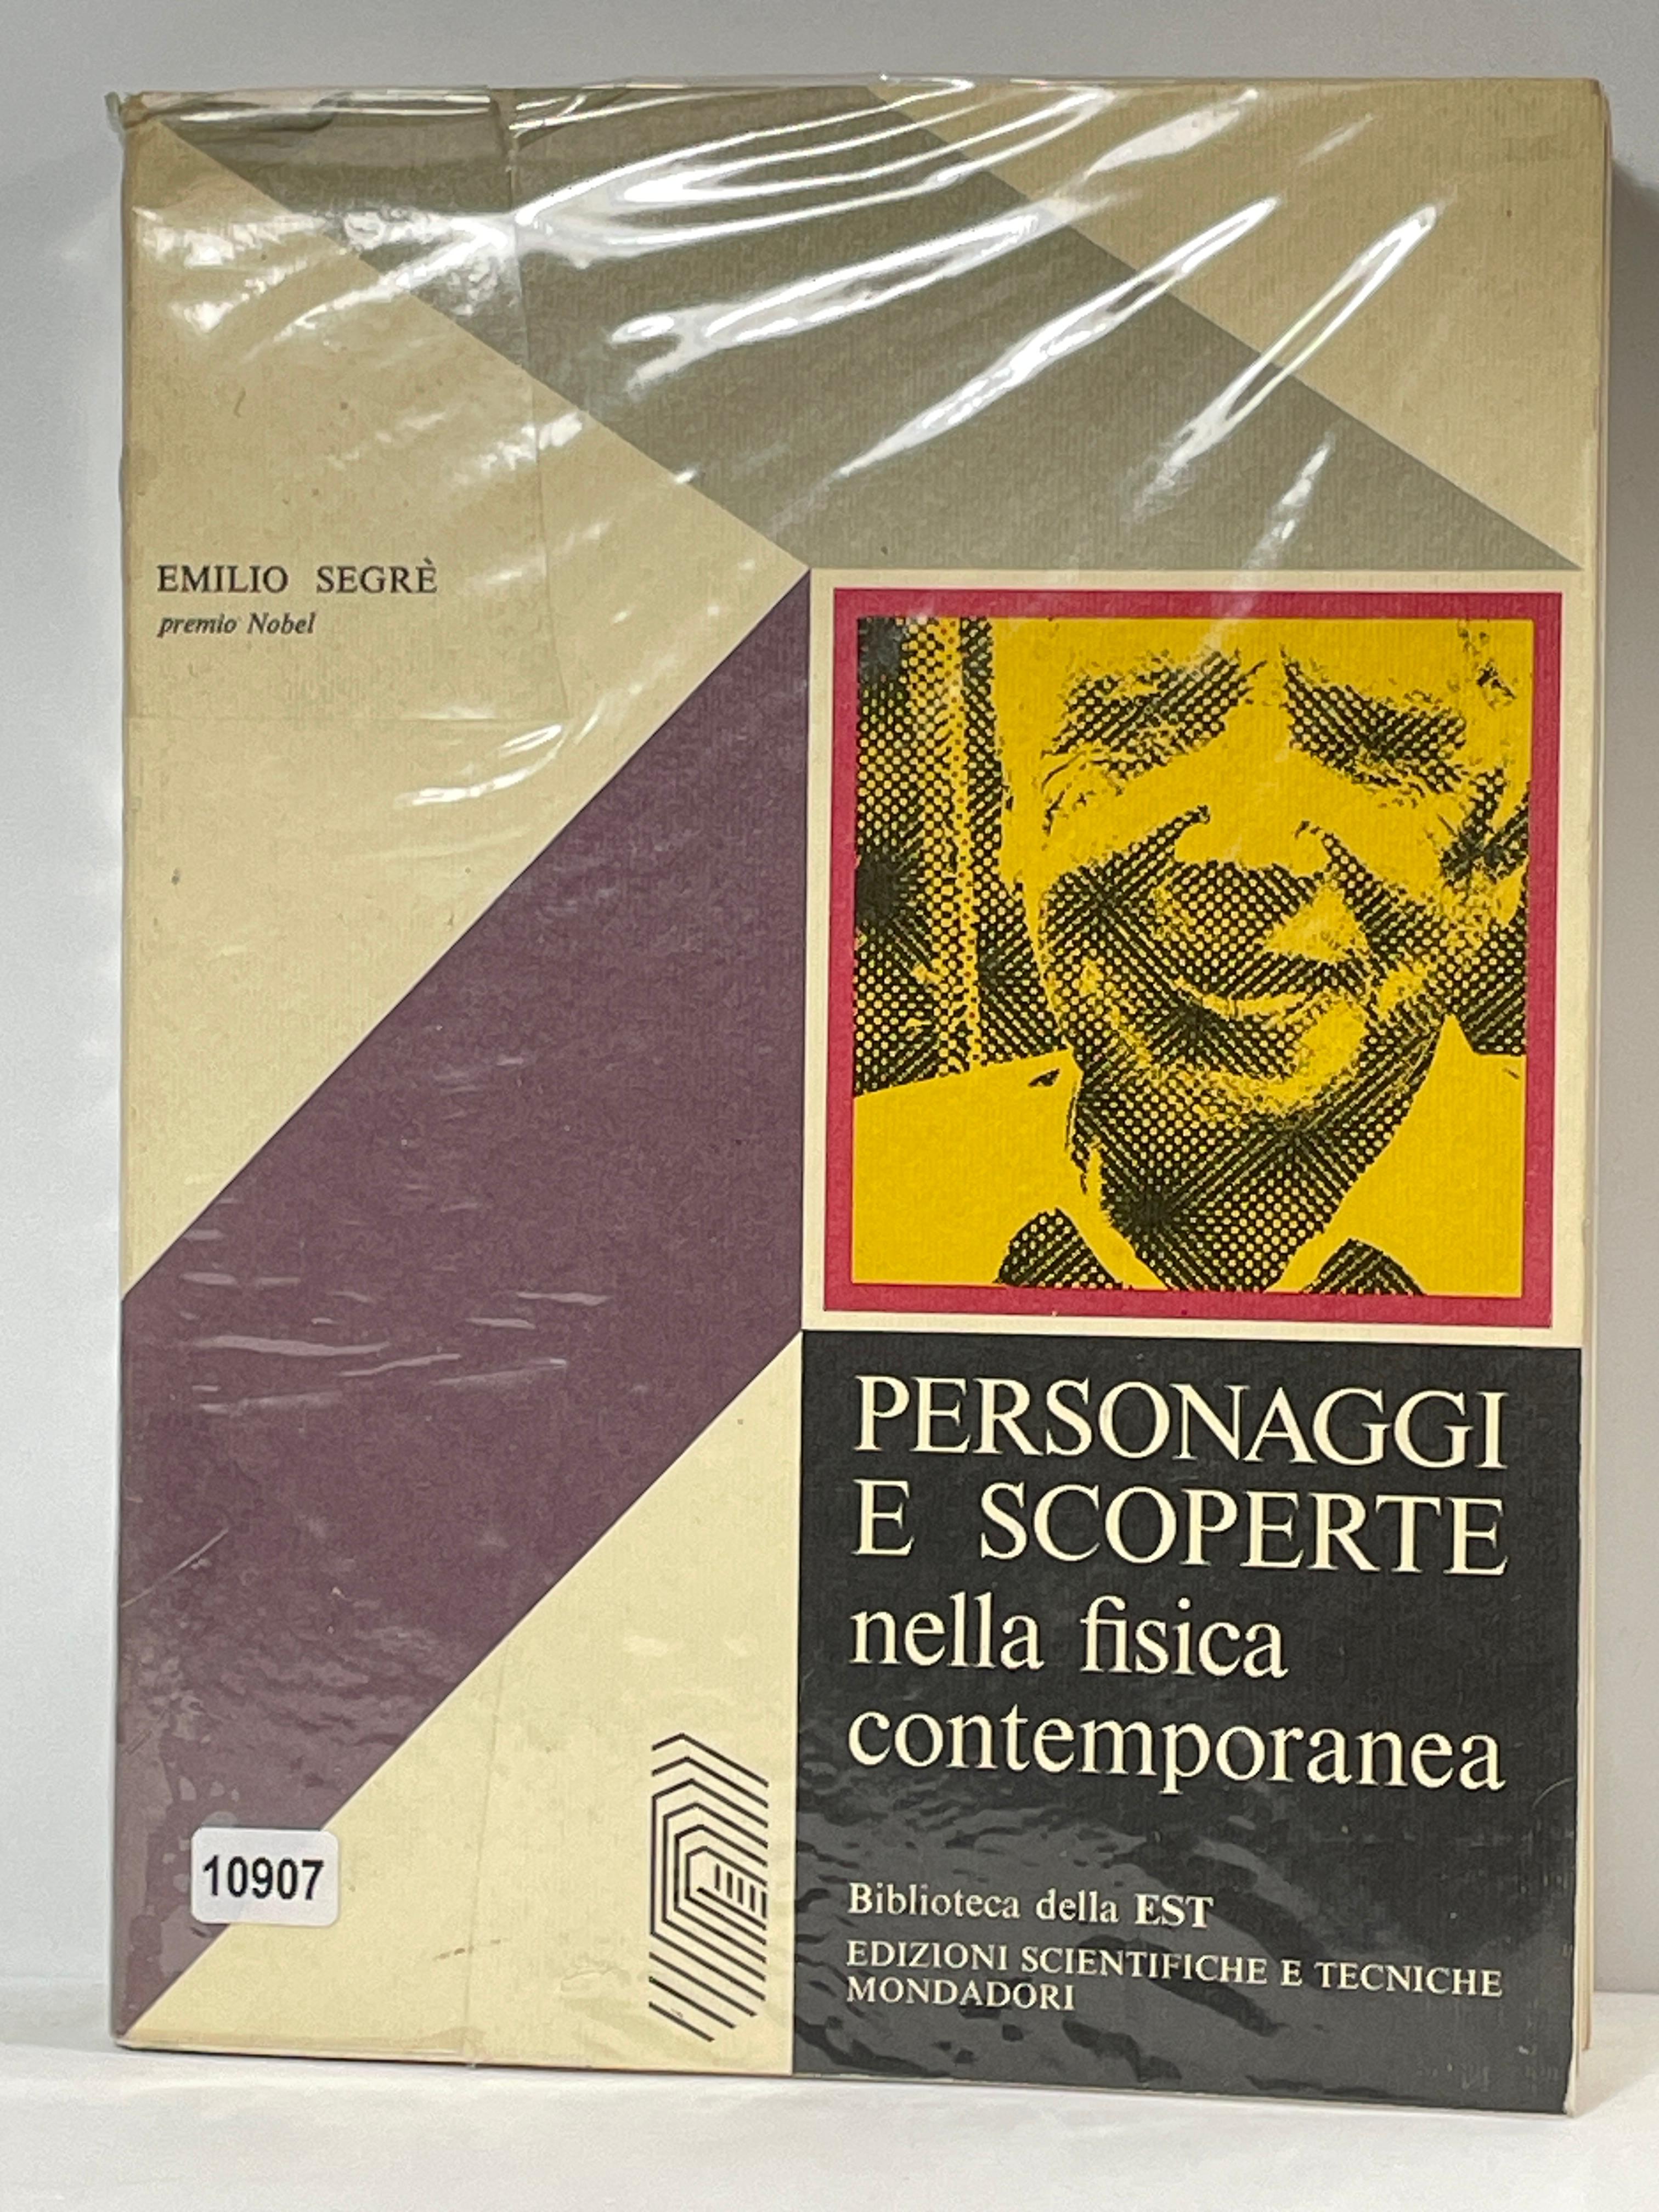 EMILIO SEGRÈ
premio Nobel
PERSONAGGI
E SCOPERTE
nella fisica
contemporanea
Biblioteca della EST
EDIZIONI SCIENTIFICHE E TECNICHE
MONDADORI
10907